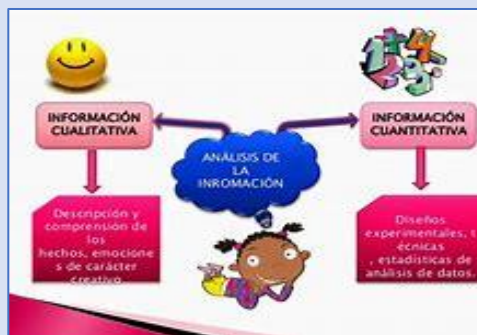 INFORMACIÓN
CUALITATIVA
INFORMACIÓN
CUANTITATIVA
ANÁLISIS DE
LA
INROMACIÓN
Descripción y
comprensión de
los
hechos, emocione
s de carácter
creativo.
Diseños
experimentales, t
écnicas
, estadísticas de
análisis de datos.